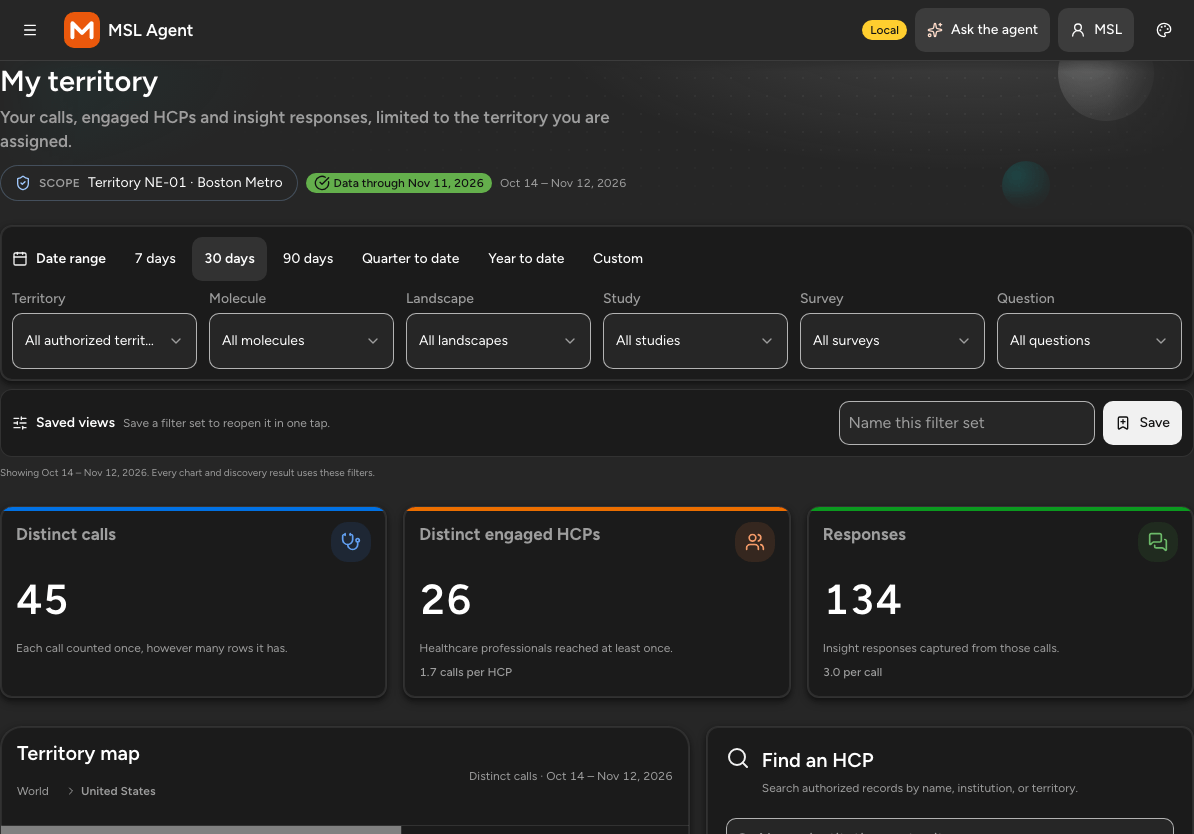 MSL Agent
Local
Ask the agent
MSL
My territory
Your calls, engaged HCPs and insight responses, limited to the territory you are
assigned.
SCOPE Territory NE-01 · Boston Metro
Data through Nov 11, 2026
Oct 14 – Nov 12, 2026
Date range
7 days
30 days
90 days
Quarter to date
Year to date
Custom
Territory
Molecule
Landscape
Study
Survey
Question
All authorized territ...
All molecules
All landscapes
All studies
All surveys
All questions
Saved views
Save a filter set to reopen it in one tap.
Name this filter set
Save
Showing Oct 14 – Nov 12, 2026. Every chart and discovery result uses these filters.
Distinct calls
45
Each call counted once, however many rows it has.
Distinct engaged HCPs
26
Healthcare professionals reached at least once.
1.7 calls per HCP
Responses
134
Insight responses captured from those calls.
3.0 per call
Territory map
World
United States
Distinct calls · Oct 14 – Nov 12, 2026
Find an HCP
Search authorized records by name, institution, or territory.